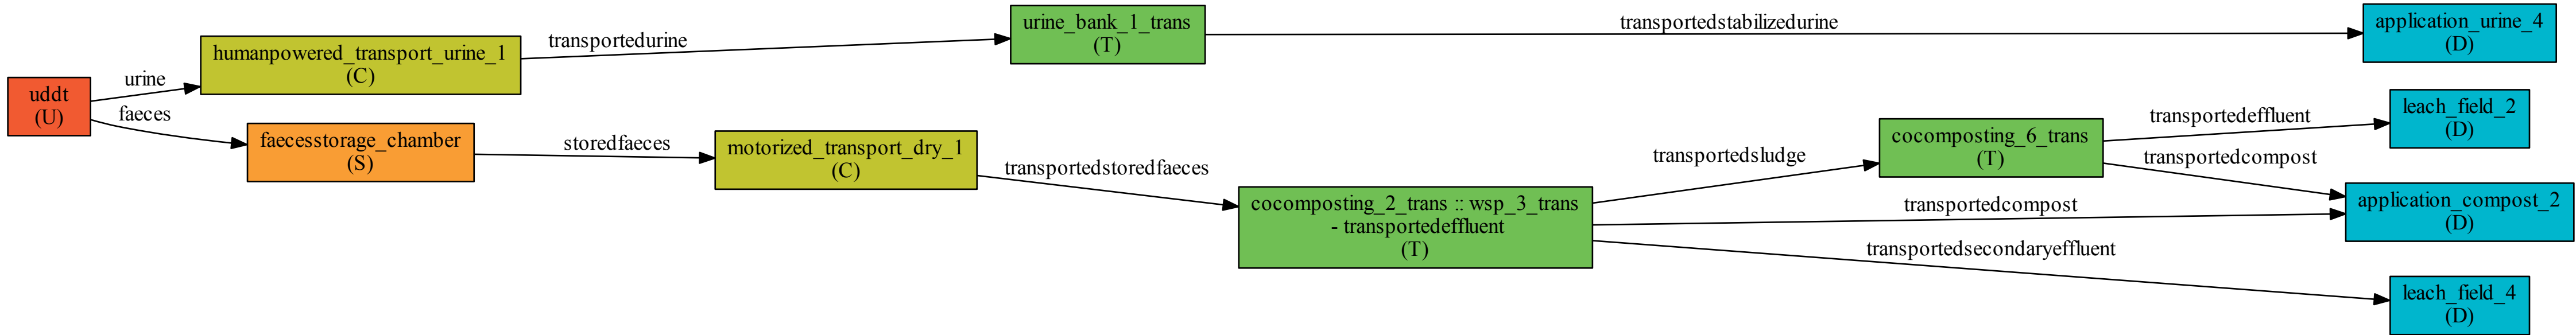 uddt
(U)
urine
faeces
humanpowered_transport_urine_1
(C)
faecesstorage_chamber
(S)
transportedurine
storedfaeces
motorized_transport_dry_1
(C)
urine_bank_1_trans
(T)
transportedstoredfaeces
cocomposting_2_trans :: wsp_3_trans
- transportedeffluent
(T)
transportedstabilizedurine
transportedsludge
cocomposting_6_trans
(T)
transportedeffluent
transportedcompost
transportedcompost
transportedsecondaryeffluent
application_urine_4
(D)
leach_field_2
(D)
application_compost_2
(D)
leach_field_4
(D)